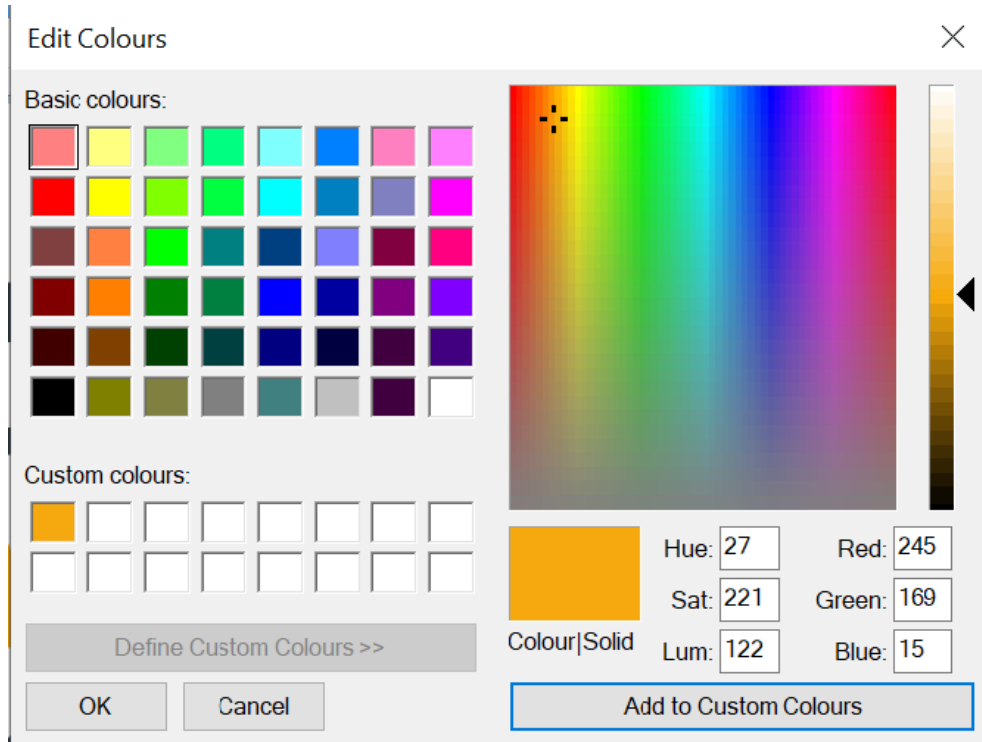 Edit Colours
Basic colours:
Custom colours:
Define Custom Colours >>
OK
Cancel
Colour|Solid
Hue: 27
Sat: 221
Lum: 122
Red: 245
Green: 169
Blue: 15
Add to Custom Colours